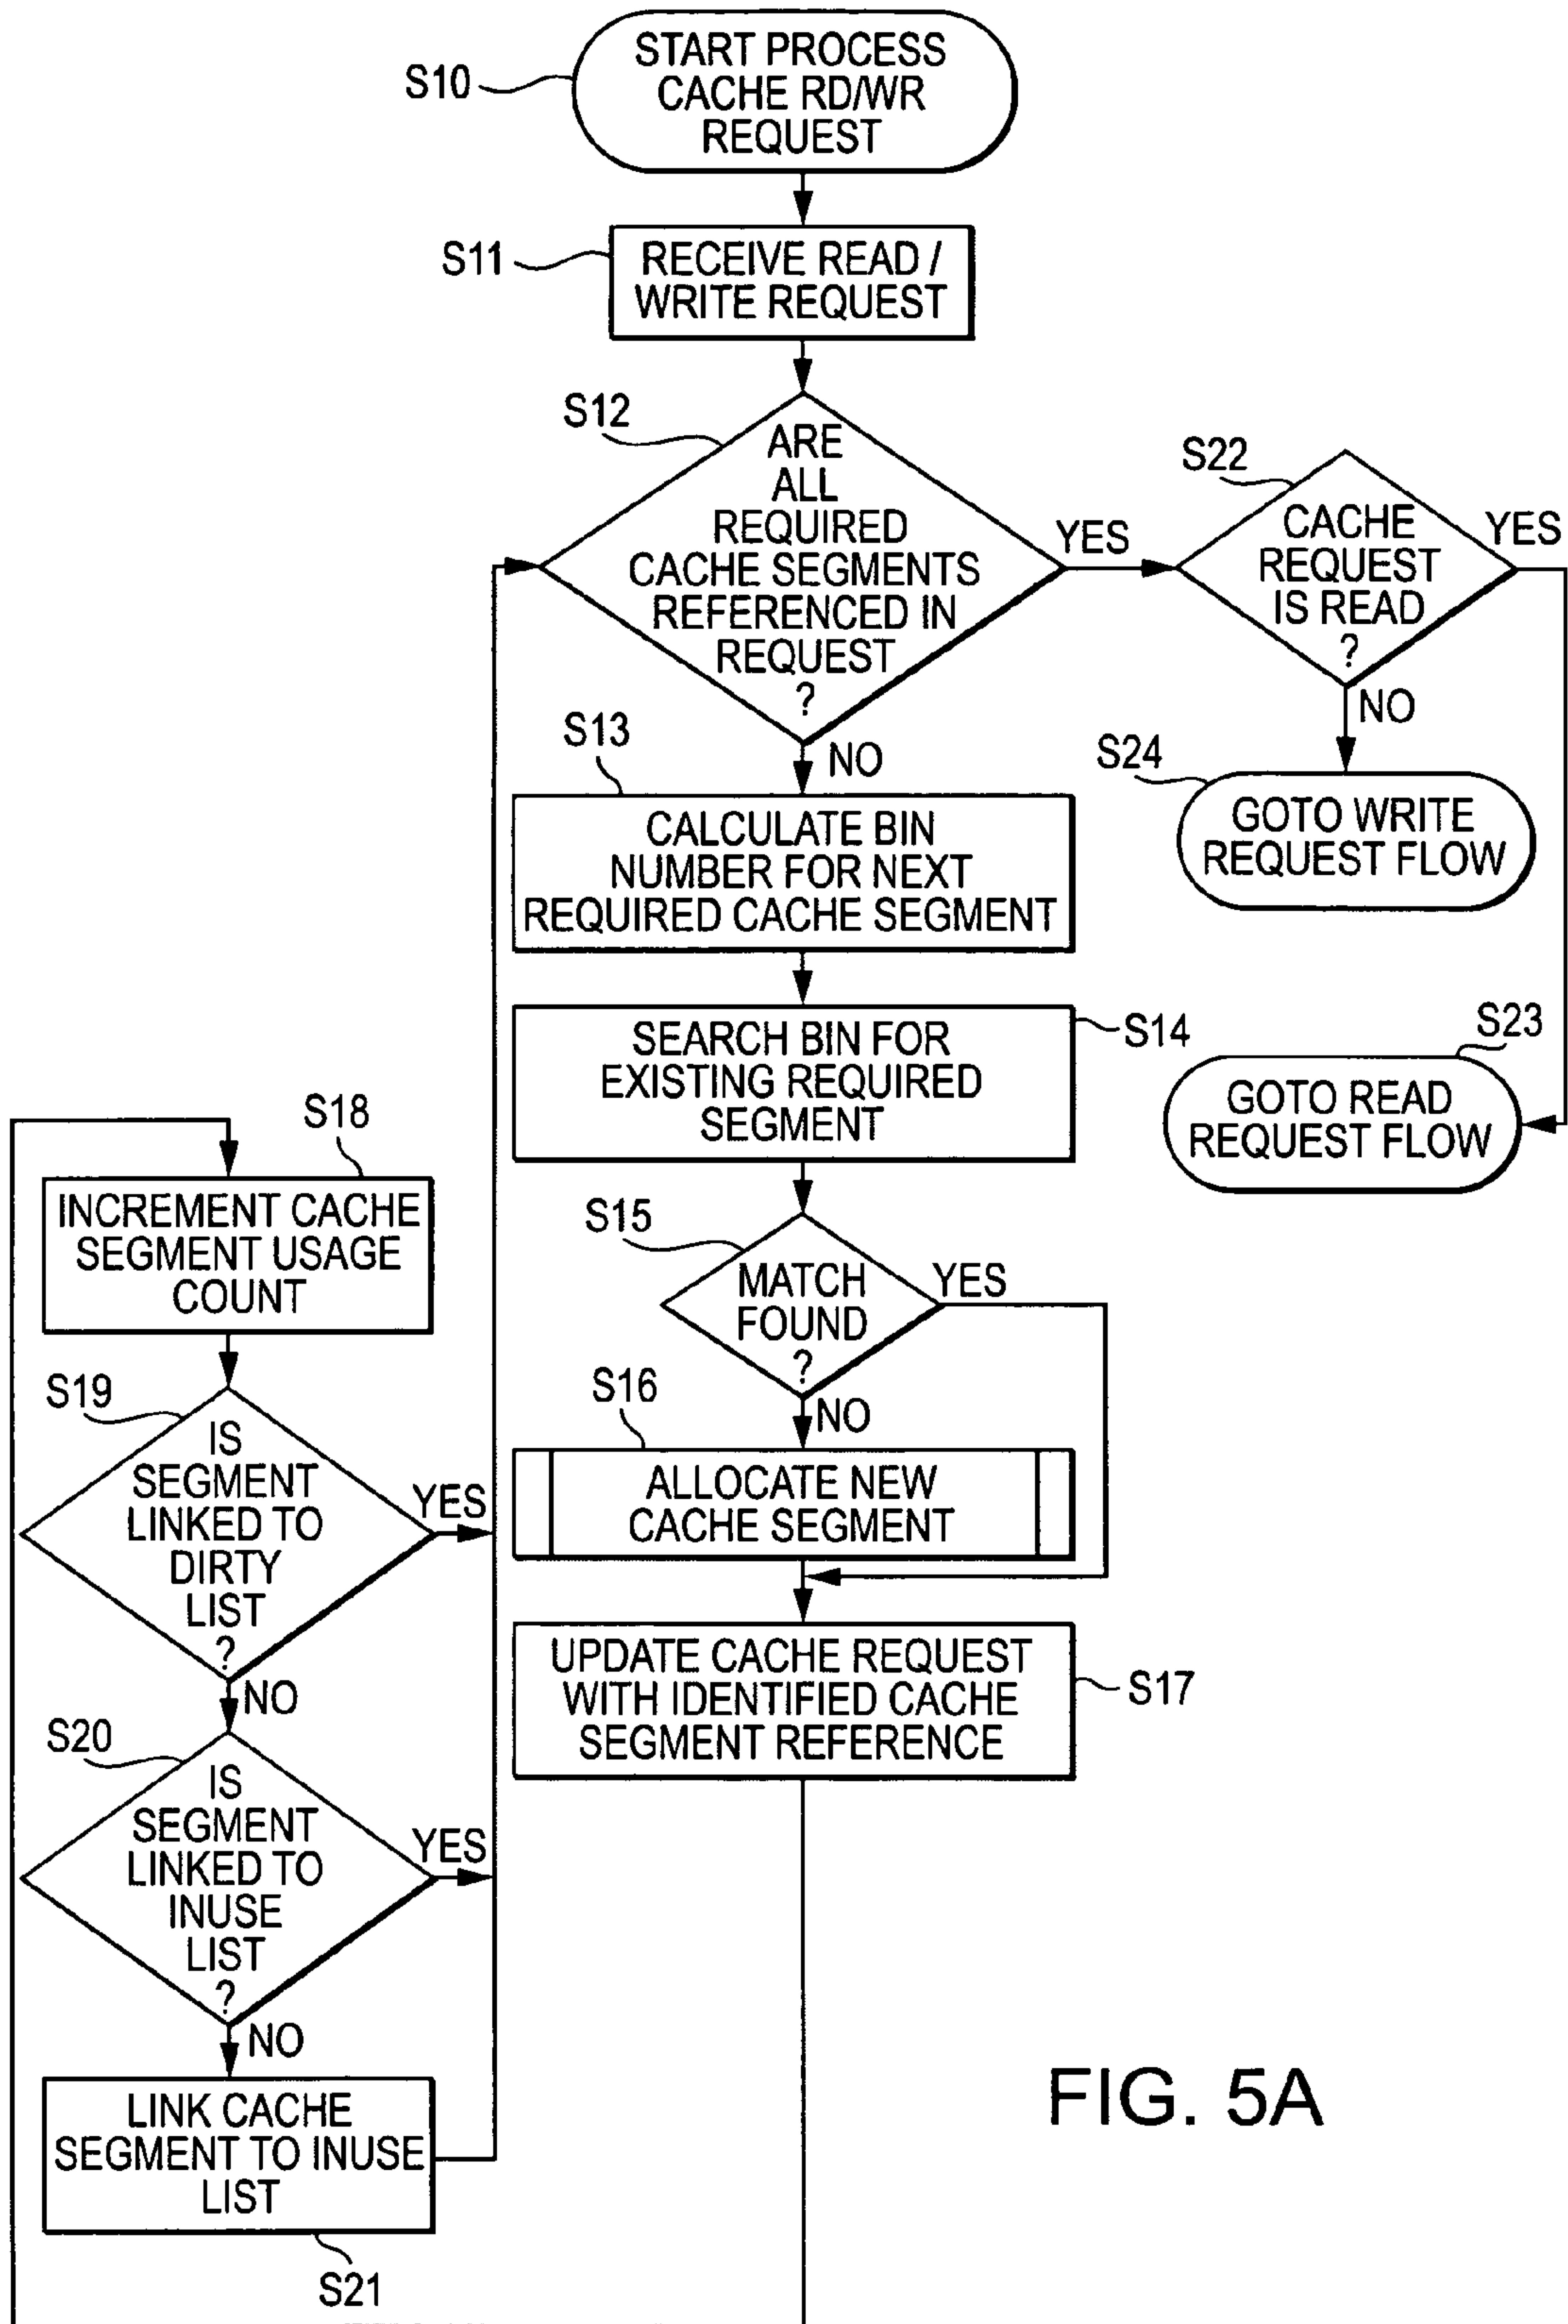 S10
START PROCESS
CACHE RD/WR
REQUEST
S11
RECEIVE READ /
WRITE REQUEST
S12
ARE
ALL
REQUIRED
CACHE SEGMENTS
REFERENCED IN
REQUEST
?
YES
NO
S22
CACHE
REQUEST
IS READ
?
YES
NO
S24
GOTO WRITE
REQUEST FLOW
S23
GOTO READ
REQUEST FLOW
S13
CALCULATE BIN
NUMBER FOR NEXT
REQUIRED CACHE SEGMENT
SEARCH BIN FOR
EXISTING REQUIRED
SEGMENT
S14
S15
MATCH
FOUND
?
YES
NO
S16
ALLOCATE NEW
CACHE SEGMENT
UPDATE CACHE REQUEST
WITH IDENTIFIED CACHE
SEGMENT REFERENCE
S17
S18
INCREMENT CACHE
SEGMENT USAGE
COUNT
S19
IS
SEGMENT
LINKED TO
DIRTY
LIST
?
YES
NO
S20
IS
SEGMENT
LINKED TO
INUSE
LIST
?
YES
NO
LINK CACHE
SEGMENT TO INUSE
LIST
S21
FIG. 5A